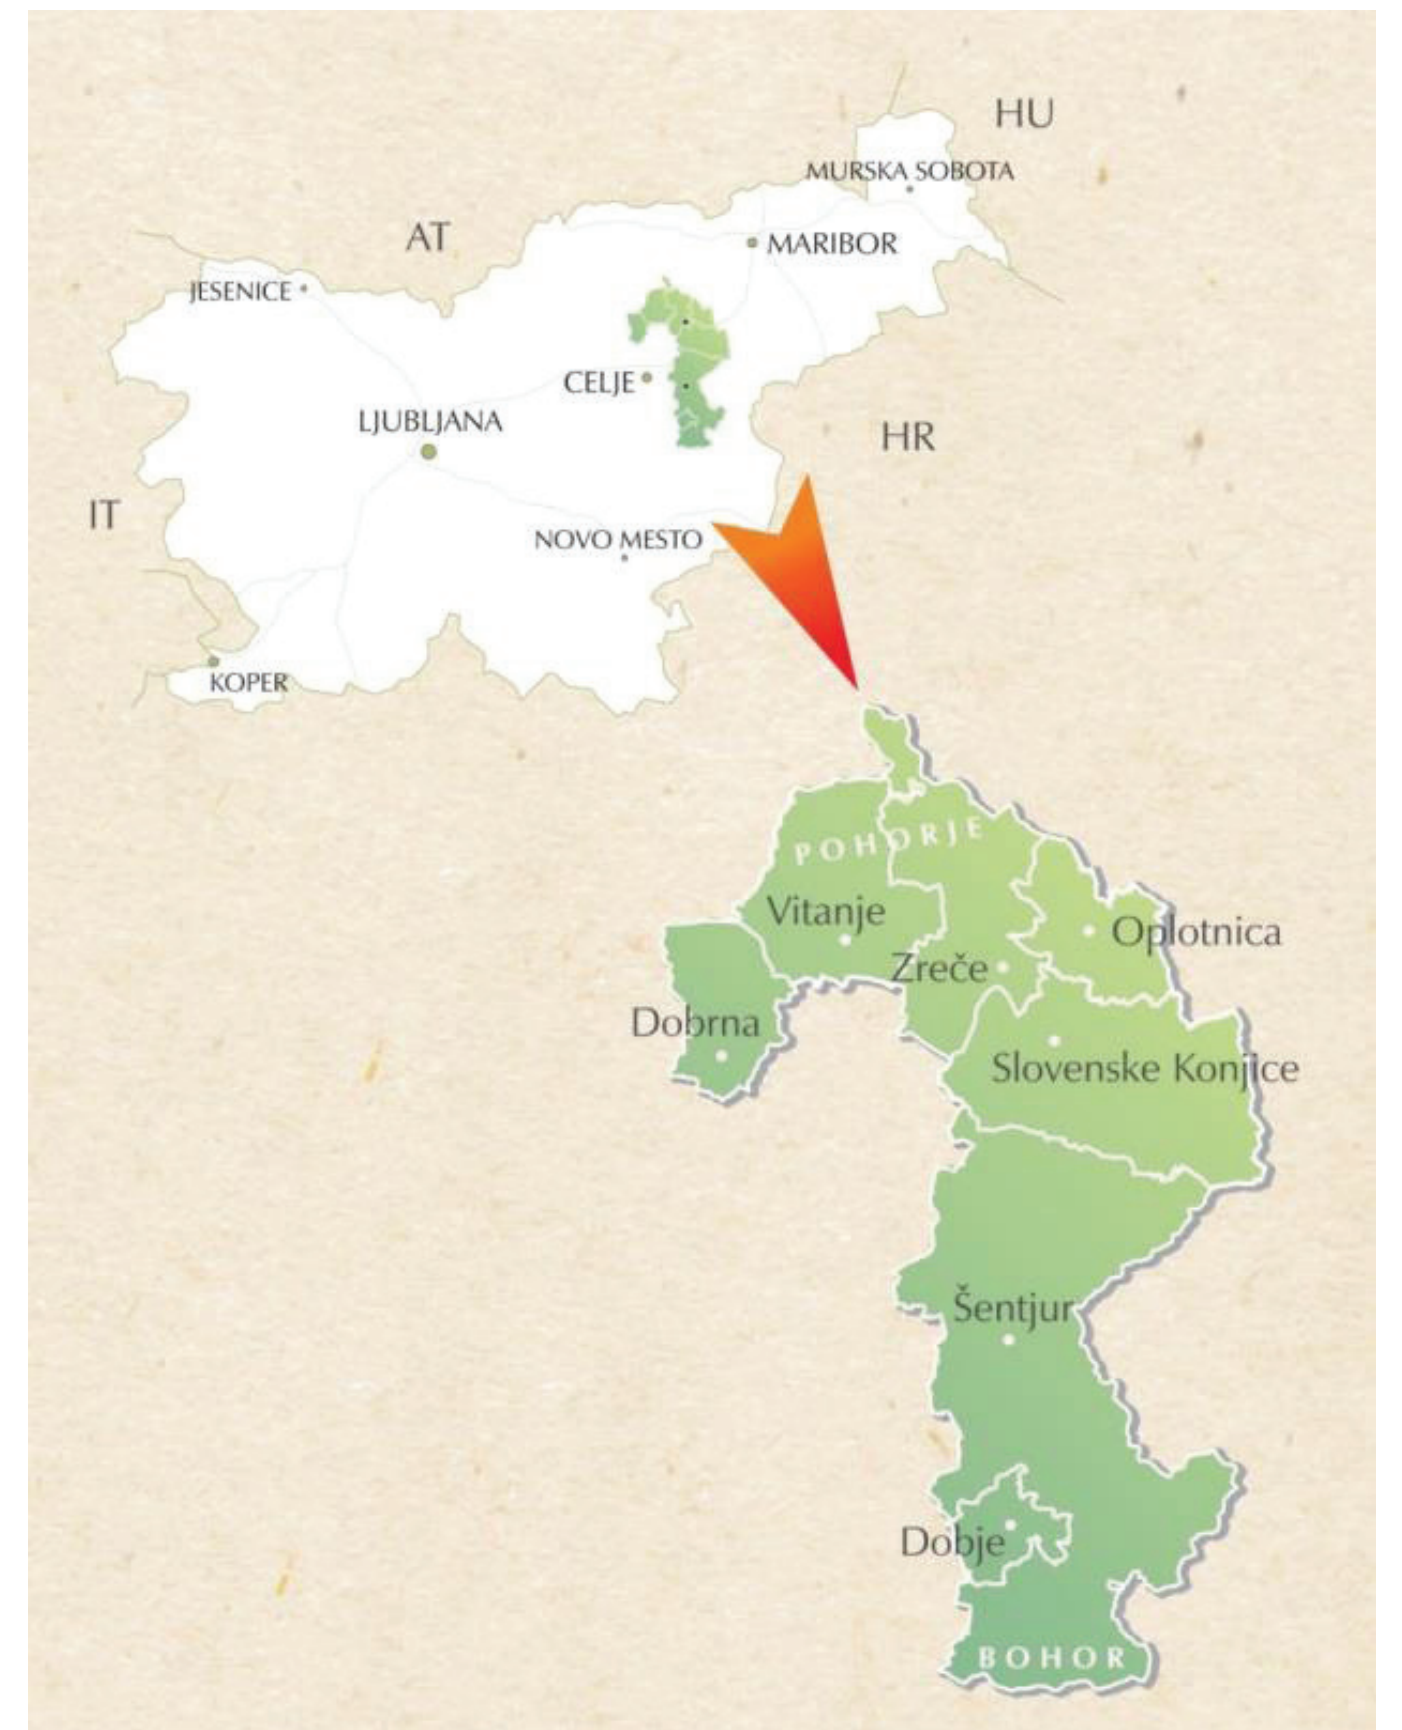 HU
MURSKA SOBOTA
AT
MARIBOR
JESENICE
CELJE
LJUBLJANA
HR
IT
NOVO MESTO
KOPER
POHORJE
Vitanje
Oplotnica
Zreče
Dobrna
Slovenske Konjice
Šentjur
Dobje
BOHOR